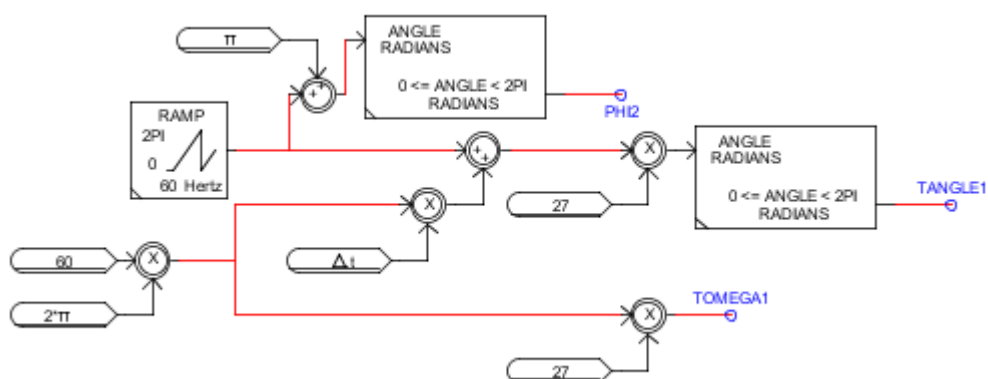 π
ANGLE
RADIANS
0 <= ANGLE < 2PI
RADIANS
PHI2
+
+
RAMP
2PI
0
60 Hertz
+
+
X
27
ANGLE
RADIANS
0 <= ANGLE < 2PI
RADIANS
TANGLE1
X
Δt
60
X
2*π
TOMEGA1
X
27